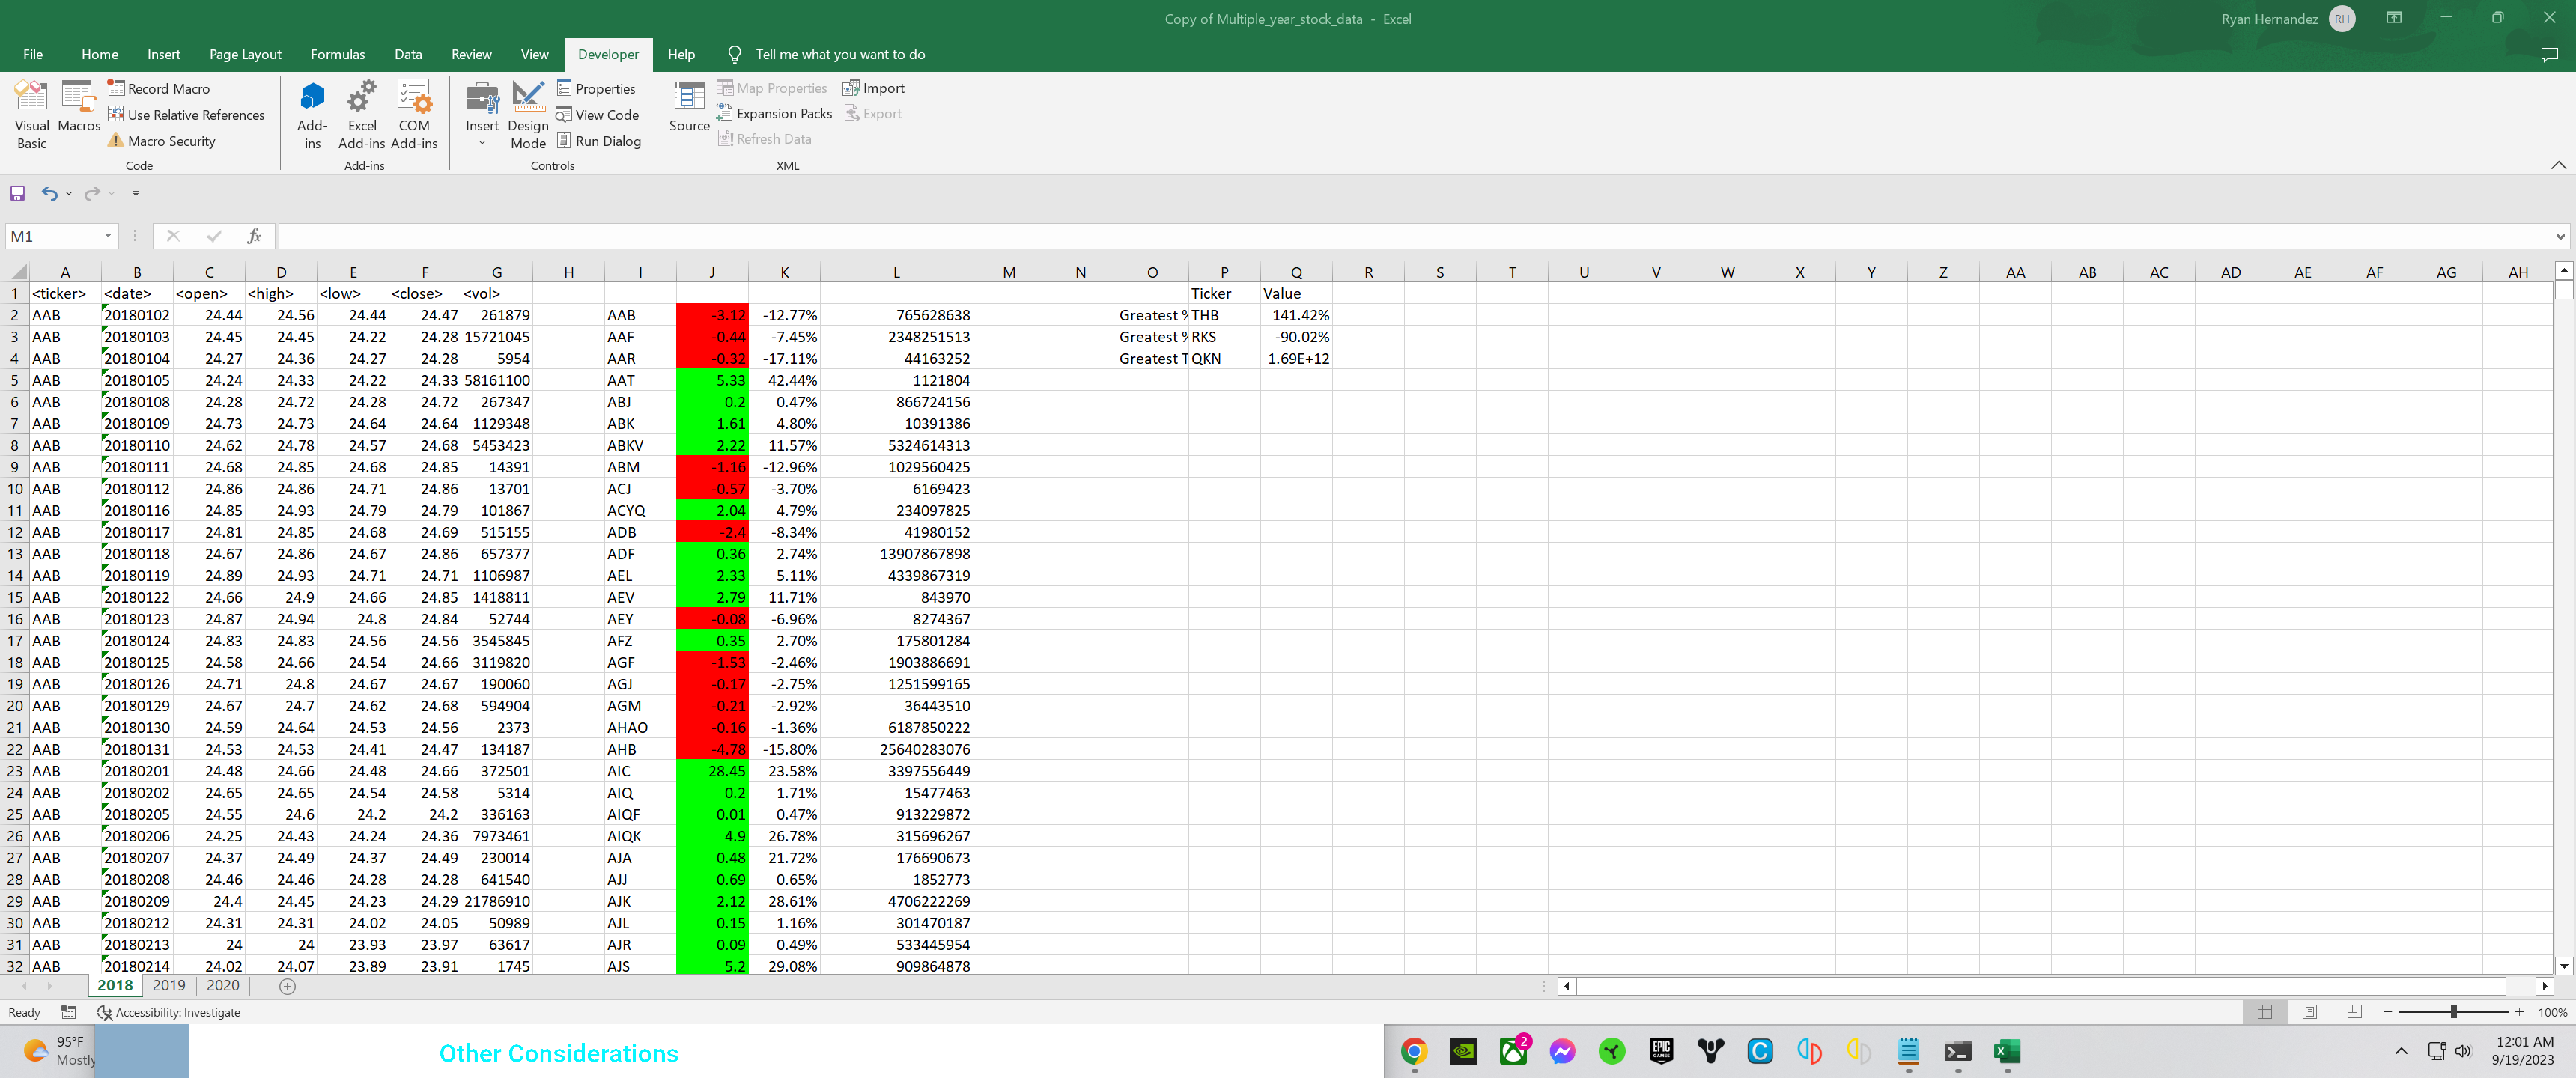 Copy of Multiple_year_stock_data - Excel
Ryan Hernandez RH
File Home Insert Page Layout Formulas Data Review View Developer Help Tell me what you want to do
Record Macro Properties Map Properties Import
Use Relative References View Code Expansion Packs Export
Visual Basic Macros Add-ins Excel Add-ins COM Add-ins Insert Design Mode Source
Macro Security Run Dialog Refresh Data
Code Add-ins Controls XML
M1 fx
A B C D E F G H I J K L M N O P Q R S T U V W X Y Z AA AB AC AD AE AF AG AH
1 <ticker> <date> <open> <high> <low> <close> <vol> Ticker Value
2 AAB 20180102 24.44 24.56 24.44 24.47 261879 AAB -3.12 -12.77% 765628638 Greatest % THB 141.42%
3 AAB 20180103 24.45 24.45 24.22 24.28 15721045 AAF -0.44 -7.45% 2348251513 Greatest % RKS -90.02%
4 AAB 20180104 24.27 24.36 24.27 24.28 5954 AAR -0.32 -17.11% 44163252 Greatest T QKN 1.69E+12
5 AAB 20180105 24.24 24.33 24.22 24.33 58161100 AAT 5.33 42.44% 1121804
6 AAB 20180108 24.28 24.72 24.28 24.72 267347 ABJ 0.2 0.47% 866724156
7 AAB 20180109 24.73 24.73 24.64 24.64 1129348 ABK 1.61 4.80% 10391386
8 AAB 20180110 24.62 24.78 24.57 24.68 5453423 ABKV 2.22 11.57% 5324614313
9 AAB 20180111 24.68 24.85 24.68 24.85 14391 ABM -1.16 -12.96% 1029560425
10 AAB 20180112 24.86 24.86 24.71 24.86 13701 ACJ -0.57 -3.70% 6169423
11 AAB 20180116 24.85 24.93 24.79 24.79 101867 ACYQ 2.04 4.79% 234097825
12 AAB 20180117 24.81 24.85 24.68 24.69 515155 ADB -2.4 -8.34% 41980152
13 AAB 20180118 24.67 24.86 24.67 24.86 657377 ADF 0.36 2.74% 13907867898
14 AAB 20180119 24.89 24.93 24.71 24.71 1106987 AEL 2.33 5.11% 4339867319
15 AAB 20180122 24.66 24.9 24.66 24.85 1418811 AEV 2.79 11.71% 843970
16 AAB 20180123 24.87 24.94 24.8 24.84 52744 AEY -0.08 -6.96% 8274367
17 AAB 20180124 24.83 24.83 24.56 24.56 3545845 AFZ 0.35 2.70% 175801284
18 AAB 20180125 24.58 24.66 24.54 24.66 3119820 AGF -1.53 -2.46% 1903886691
19 AAB 20180126 24.71 24.8 24.67 24.67 190060 AGJ -0.17 -2.75% 1251599165
20 AAB 20180129 24.67 24.7 24.62 24.68 594904 AGM -0.21 -2.92% 36443510
21 AAB 20180130 24.59 24.64 24.53 24.56 2373 AHAO -0.16 -1.36% 6187850222
22 AAB 20180131 24.53 24.53 24.41 24.47 134187 AHB -4.78 -15.80% 25640283076
23 AAB 20180201 24.48 24.66 24.48 24.66 372501 AIC 28.45 23.58% 3397556449
24 AAB 20180202 24.65 24.65 24.54 24.58 5314 AIQ 0.2 1.71% 15477463
25 AAB 20180205 24.55 24.6 24.2 24.2 336163 AIQF 0.01 0.47% 913229872
26 AAB 20180206 24.25 24.43 24.24 24.36 7973461 AIQK 4.9 26.78% 315696267
27 AAB 20180207 24.37 24.49 24.37 24.49 230014 AJA 0.48 21.72% 176690673
28 AAB 20180208 24.46 24.46 24.28 24.28 641540 AJJ 0.69 0.65% 1852773
29 AAB 20180209 24.4 24.45 24.23 24.29 21786910 AJK 2.12 28.61% 4706222269
30 AAB 20180212 24.31 24.31 24.02 24.05 50989 AJL 0.15 1.16% 301470187
31 AAB 20180213 24 24 23.93 23.97 63617 AJR 0.09 0.49% 533445954
32 AAB 20180214 24.02 24.07 23.89 23.91 1745 AJS 5.2 29.08% 909864878
2018 2019 2020
Ready Accessibility: Investigate 100%
95°F
Mostly
Other Considerations
2
EPIC GAMES
12:01 AM
9/19/2023